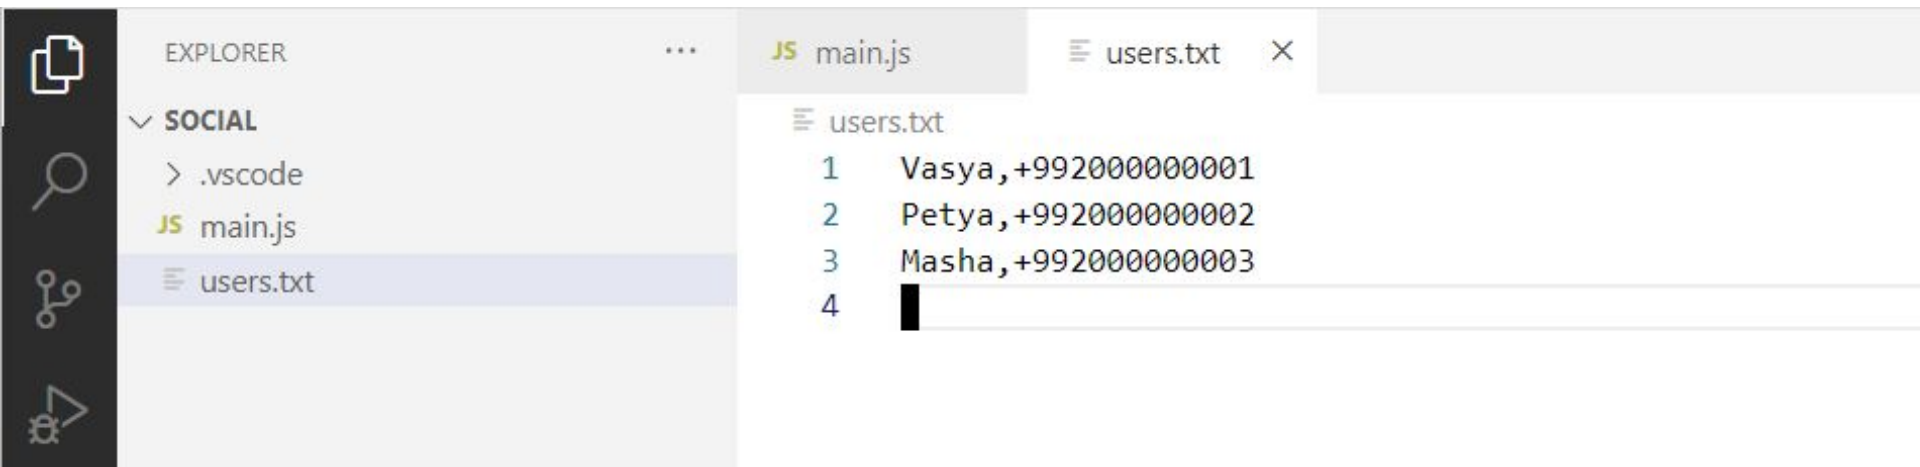 EXPLORER ...
SOCIAL
.vscode
JS main.js
users.txt
JS main.js users.txt
users.txt
1 Vasya,+992000000001
2 Petya,+992000000002
3 Masha,+992000000003
4